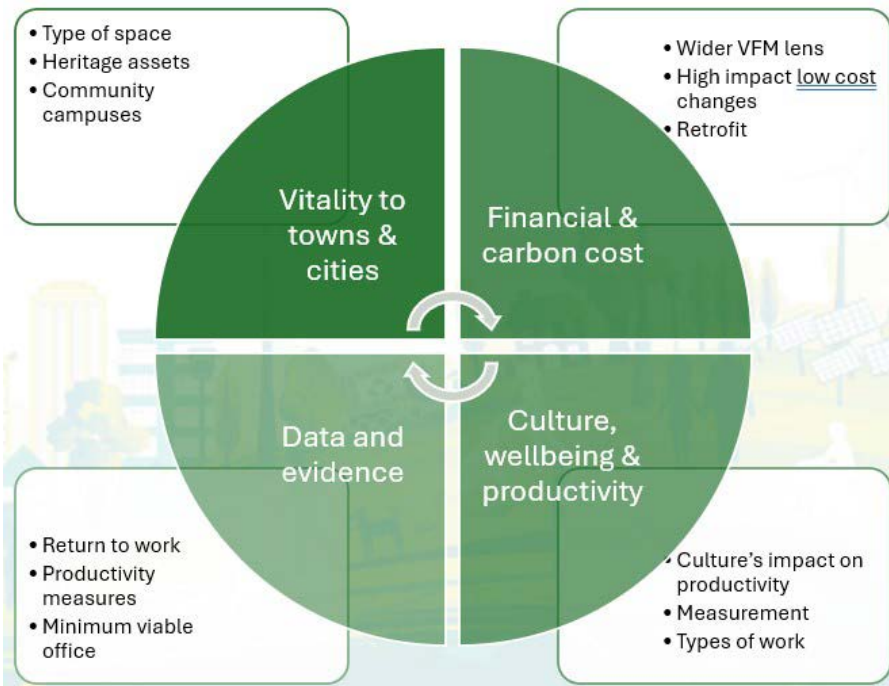 • Type of space
• Heritage assets
• Community
campuses
• Wider VFM lens
• High impact low cost
changes
• Retrofit
Vitality to
towns &
cities
Financial &
carbon cost
Data and
evidence
Culture,
wellbeing &
productivity
• Return to work
• Productivity
measures
• Minimum viable
office
• Culture’s impact on
productivity
• Measurement
• Types of work